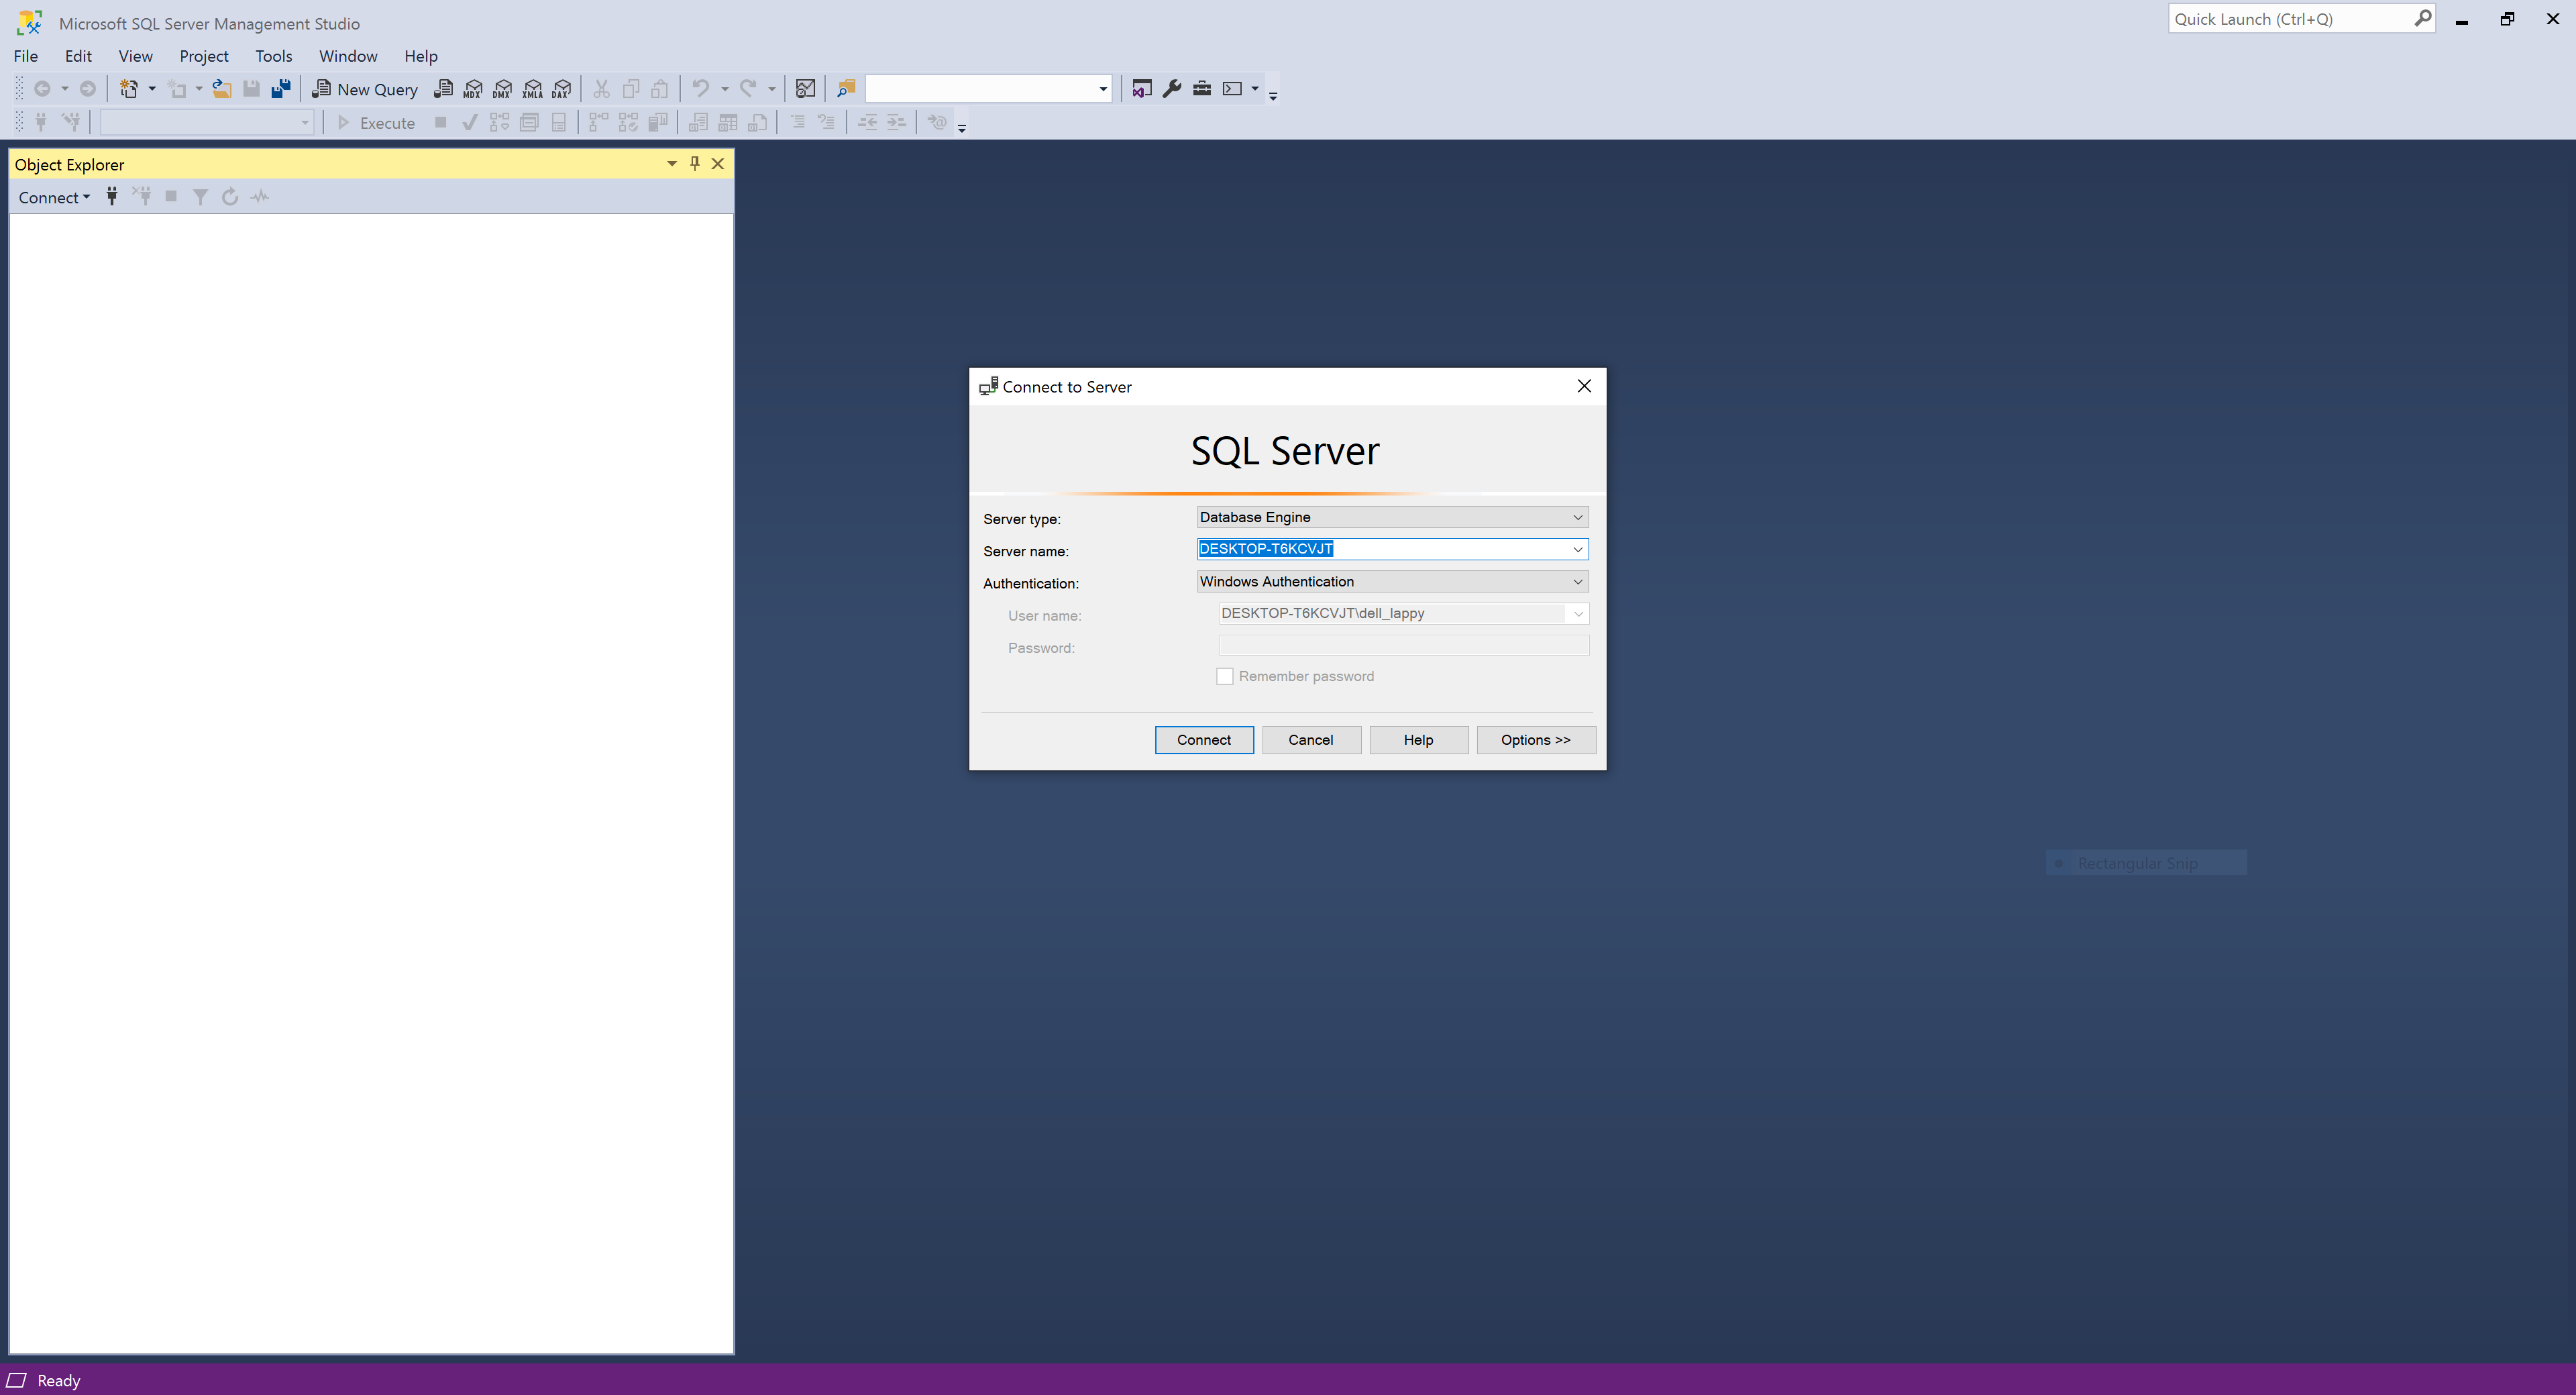 Microsoft SQL Server Management Studio
Quick Launch (Ctrl+Q)
File Edit View Project Tools Window Help
New Query MDX DMX XMLA DAX
Execute
Object Explorer
Connect
Connect to Server
SQL Server
Server type: Database Engine
Server name: DESKTOP-T6KCVJT
Authentication: Windows Authentication
User name: DESKTOP-T6KCVJT\dell_lappy
Password:
Remember password
Connect Cancel Help Options >>
Rectangular Snip
Ready